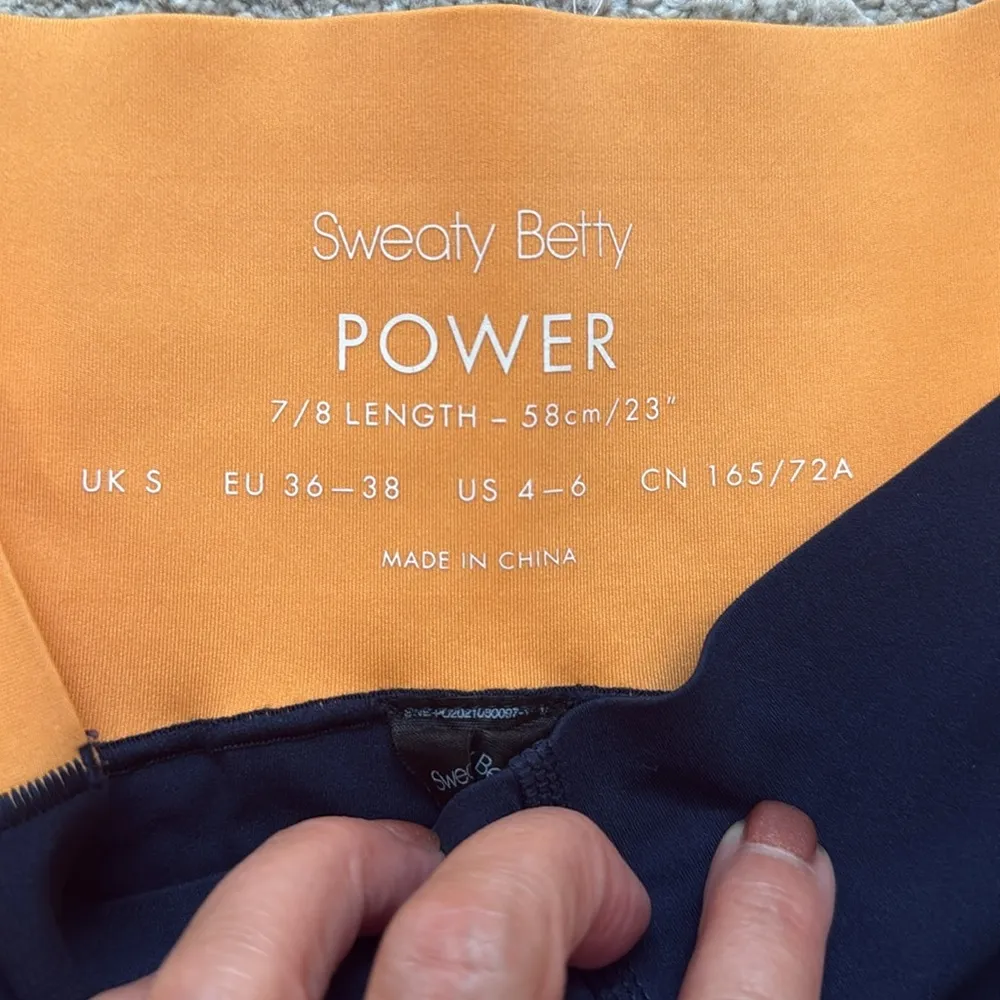 Sweaty Betty
POWER
7/8 LENGTH – 58cm/23"
UK S EU 36–38 US 4–6 CN 165/72A
MADE IN CHINA